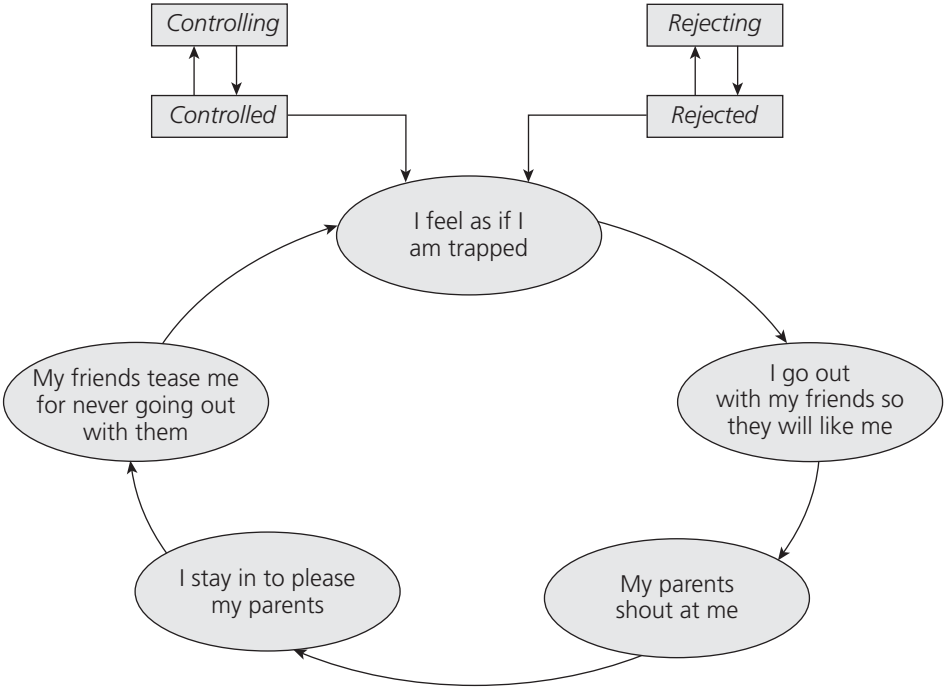 Controlling
Rejecting
Controlled
Rejected
I feel as if I
am trapped
I go out
with my friends so
they will like me
My parents
shout at me
I stay in to please
my parents
My friends tease me
for never going out
with them